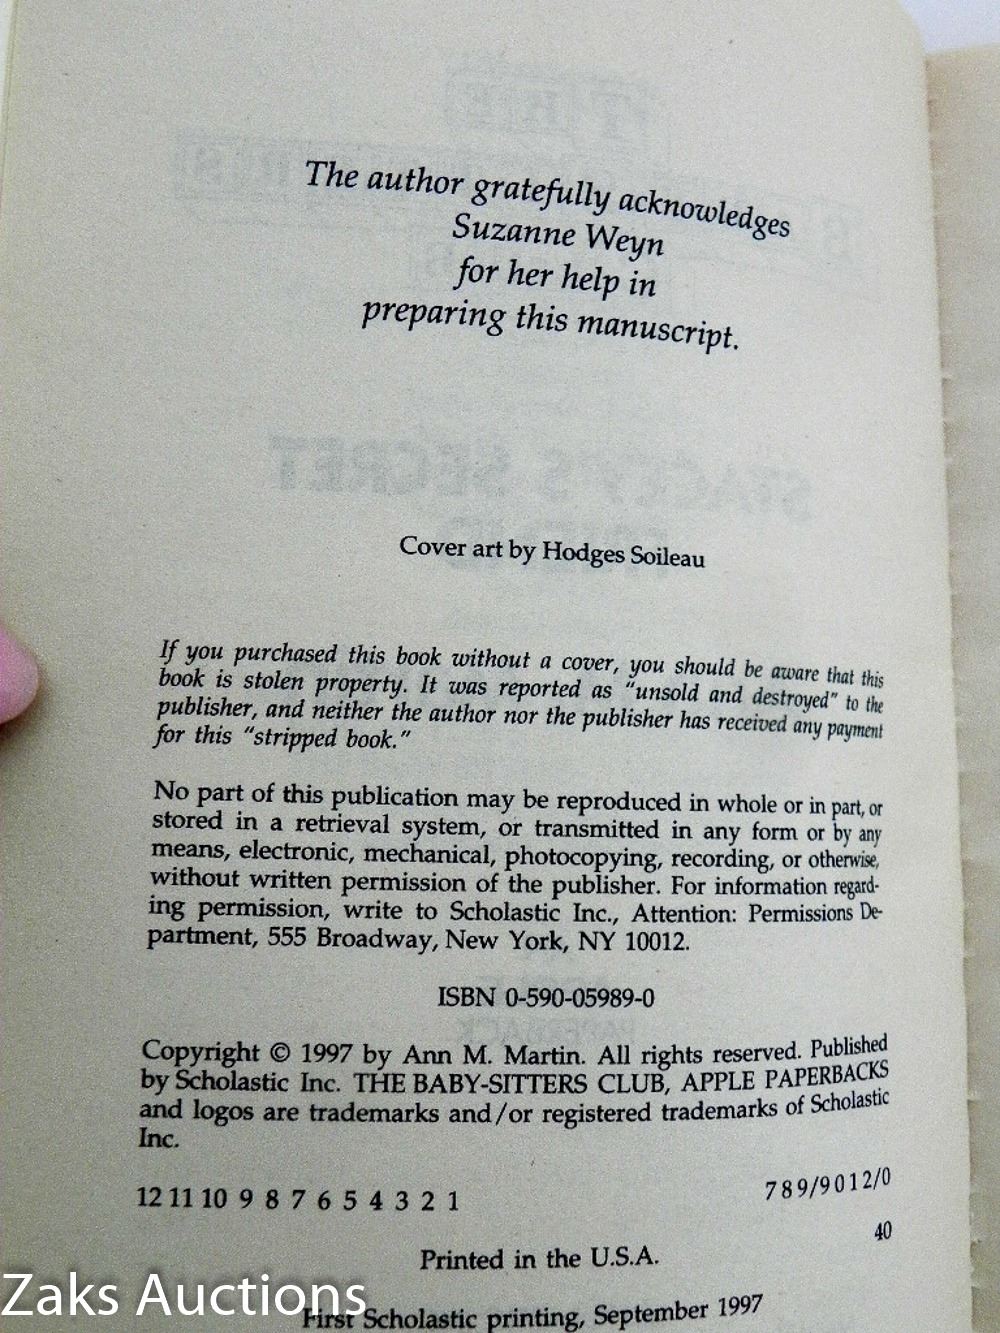 The author gratefully acknowledges
Suzanne Weyn
for her help in
preparing this manuscript.
Cover art by Hodges Soileau
If you purchased this book without a cover, you should be aware that this
book is stolen property. It was reported as "unsold and destroyed" to the
publisher, and neither the author nor the publisher has received any payment
for this "stripped book."
No part of this publication may be reproduced in whole or in part, or
stored in a retrieval system, or transmitted in any form or by any
means, electronic, mechanical, photocopying, recording, or otherwise,
without written permission of the publisher. For information regard-
ing permission, write to Scholastic Inc., Attention: Permissions De-
partment, 555 Broadway, New York, NY 10012.
ISBN 0-590-05989-0
Copyright © 1997 by Ann M. Martin. All rights reserved. Published
by Scholastic Inc. THE BABY-SITTERS CLUB, APPLE PAPERBACKS
and logos are trademarks and/or registered trademarks of Scholastic
Inc.
12 11 10 9 8 7 6 5 4 3 2 1 7 8 9/9 0 1 2/0
40
Printed in the U.S.A.
First Scholastic printing, September 1997
Zaks Auctions